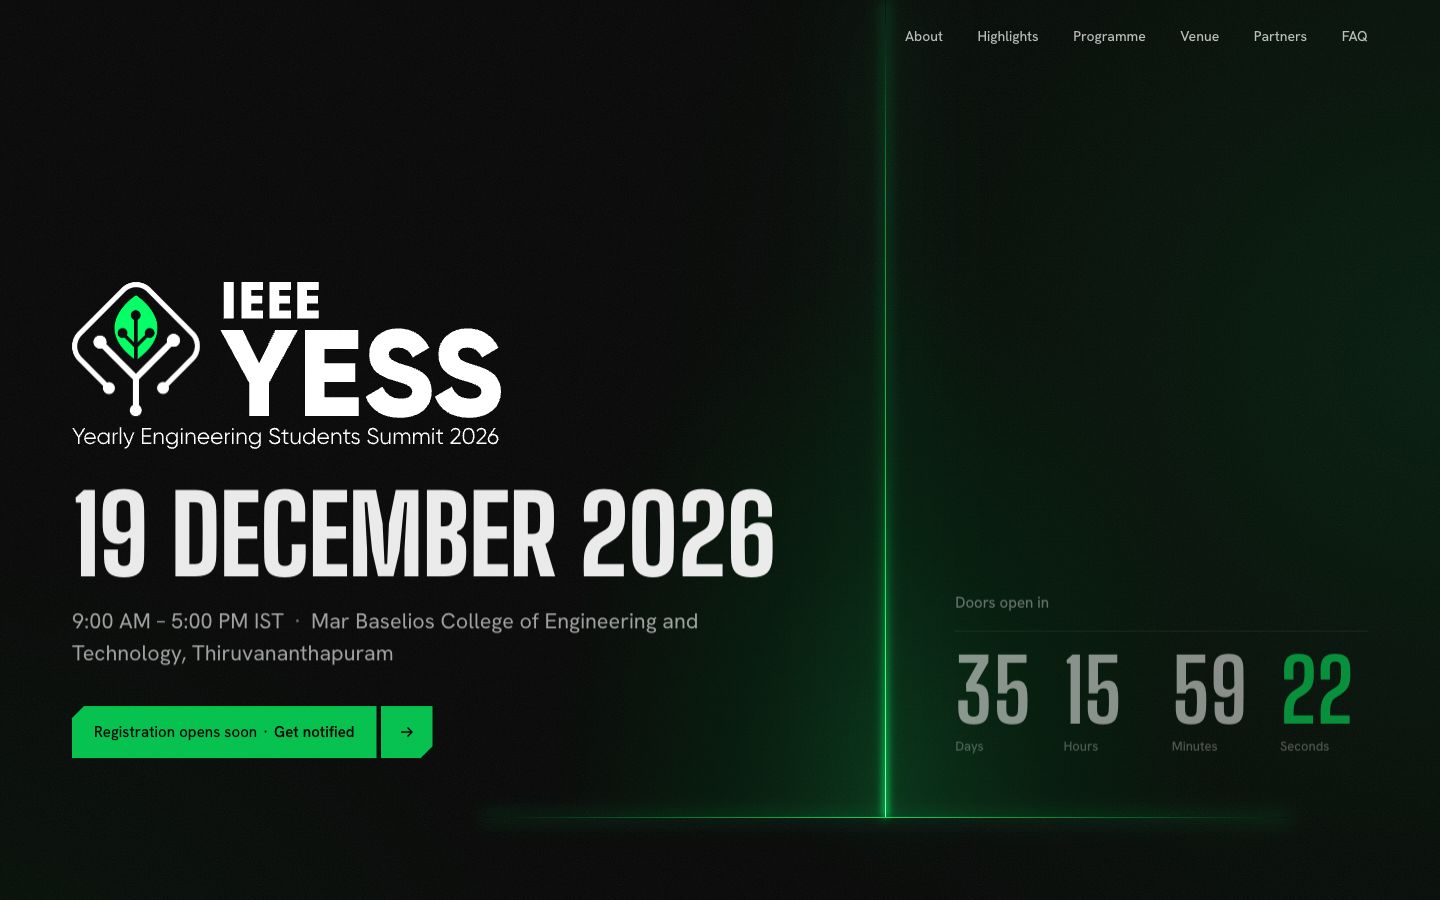 About Highlights Programme Venue Partners FAQ
IEEE
YESS
Yearly Engineering Students Summit 2026
19 DECEMBER 2026
9:00 AM – 5:00 PM IST · Mar Baselios College of Engineering and
Technology, Thiruvananthapuram
Registration opens soon · Get notified →
Doors open in
35 15 59 22
Days Hours Minutes Seconds